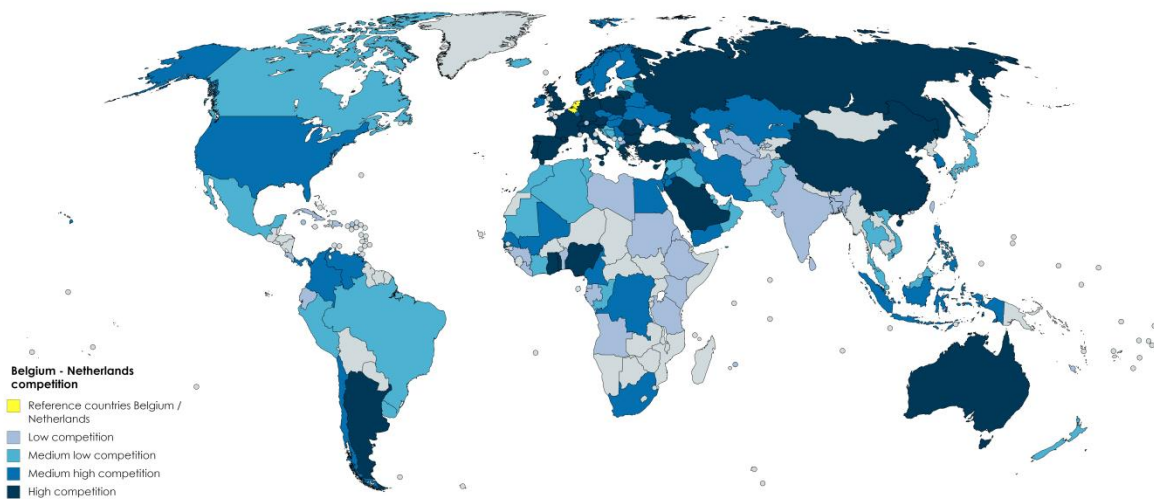 Belgium - Netherlands
competition
Reference countries Belgium /
Netherlands
Low competition
Medium low competition
Medium high competition
High competition